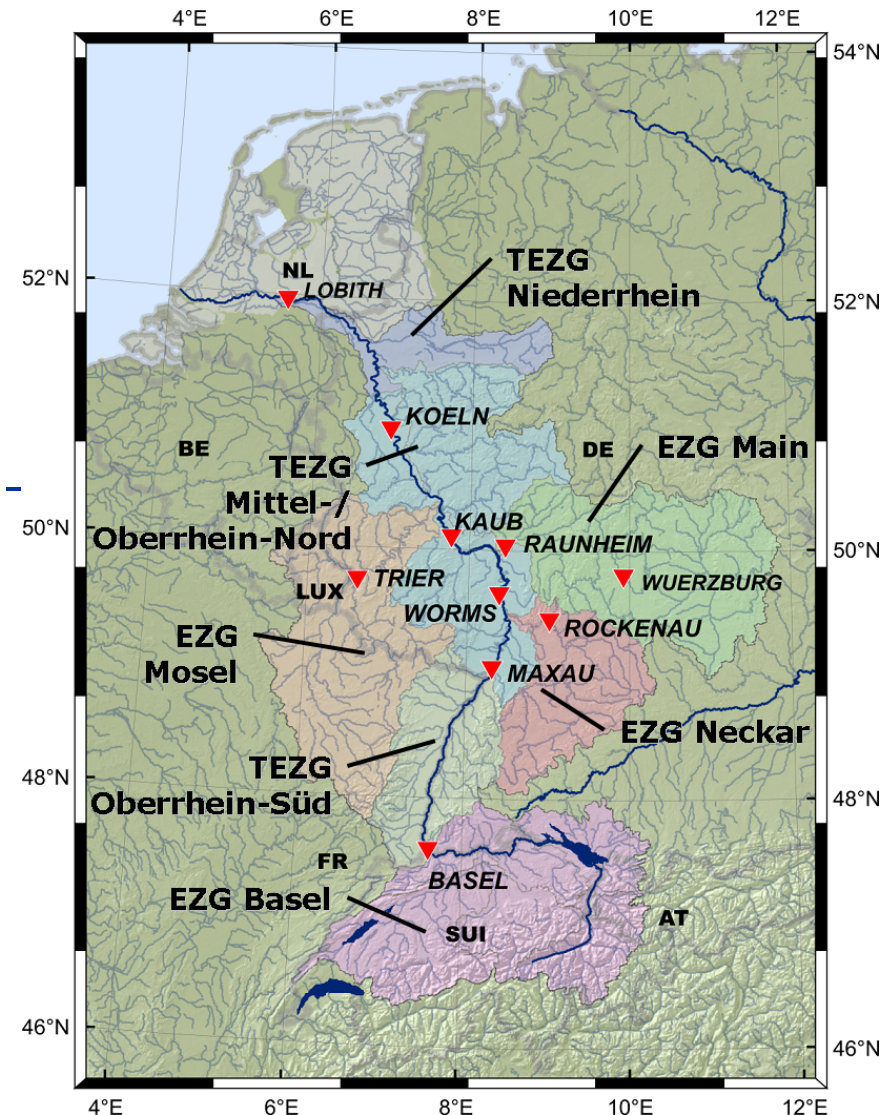 4°E 6°E 8°E 10°E 12°E
54°N
52°N
52°N
NL
LOBITH
TEZG
Niederrhein
KOELN
BE
DE
EZG Main
TEZG
Mittel-/
Oberrhein-Nord
50°N
50°N
KAUB
RAUNHEIM
TRIER
LUX
WUERZBURG
WORMS
ROCKENAU
EZG
Mosel
MAXAU
EZG Neckar
TEZG
Oberrhein-Süd
48°N
48°N
FR
BASEL
EZG Basel
SUI
AT
46°N
46°N
4°E 6°E 8°E 10°E 12°E